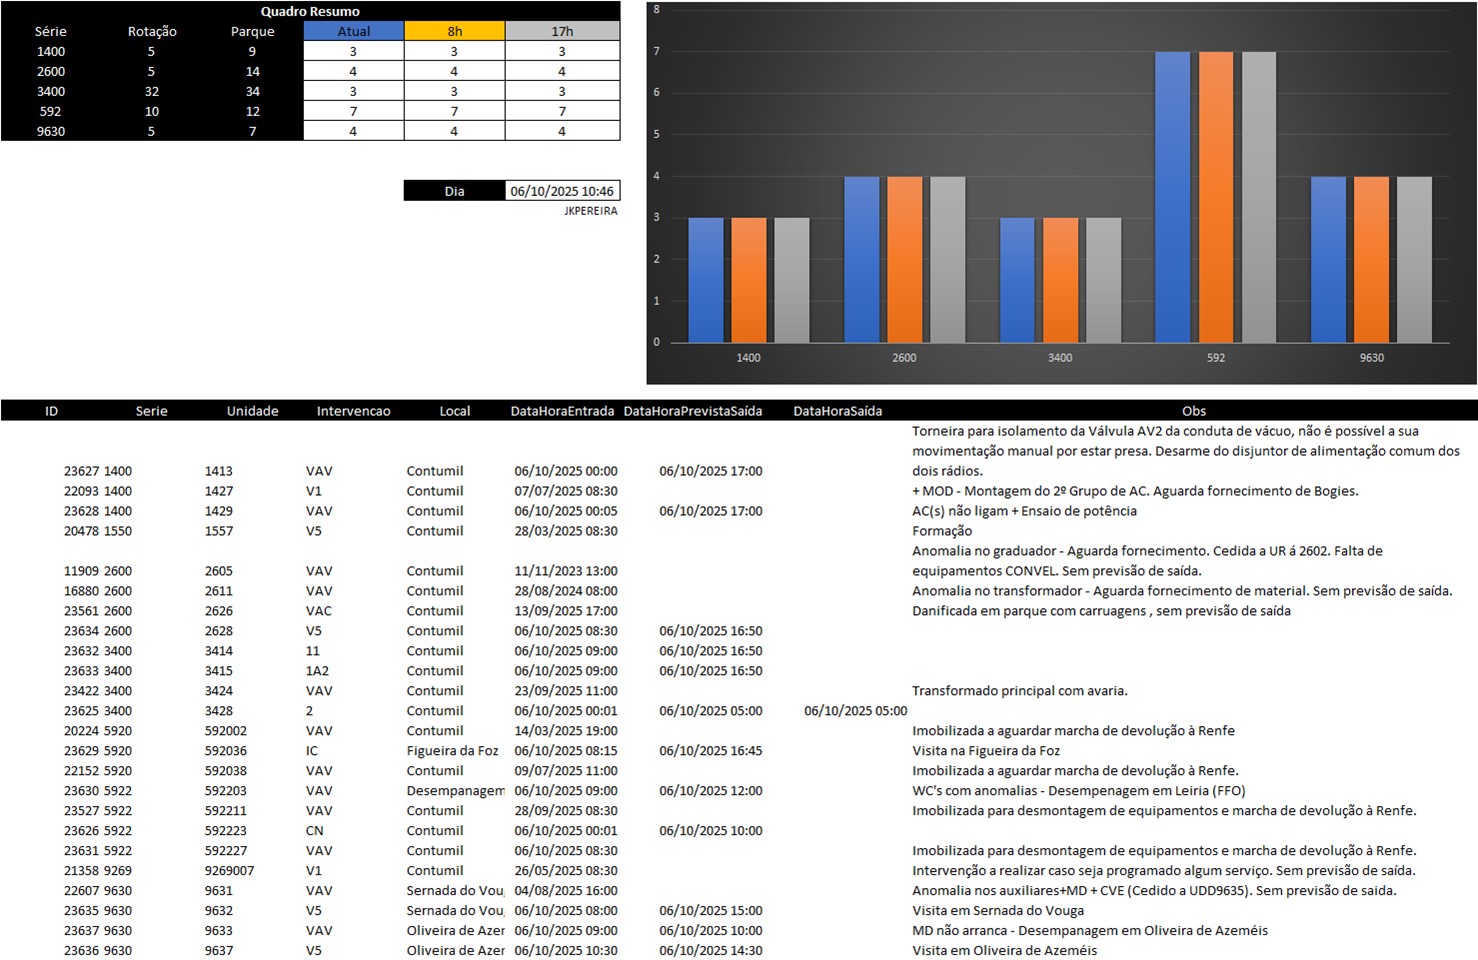 Quadro Resumo
Série Rotação Parque Atual 8h 17h
1400 5 9 3 3 3
2600 5 14 4 4 4
3400 32 34 3 3 3
592 10 12 7 7 7
9630 5 7 4 4 4
Dia 06/10/2025 10:46
JKPEREIRA
8
7
6
5
4
3
2
1
0
1400 2600 3400 592 9630
ID Serie Unidade Intervencao Local DataHoraEntrada DataHoraPrevistaSaída DataHoraSaída Obs
Torneira para isolamento da Válvula AV2 da conduta de vácuo, não é possível a sua
movimentação manual por estar presa. Desarme do disjuntor de alimentação comum dos
23627 1400 1413 VAV Contumil 06/10/2025 00:00 06/10/2025 17:00 dois rádios.
22093 1400 1427 V1 Contumil 07/07/2025 08:30 + MOD - Montagem do 2º Grupo de AC. Aguarda fornecimento de Bogies.
23628 1400 1429 VAV Contumil 06/10/2025 00:05 06/10/2025 17:00 AC(s) não ligam + Ensaio de potência
20478 1550 1557 V5 Contumil 28/03/2025 08:30 Formação
Anomalia no graduador - Aguarda fornecimento. Cedida a UR á 2602. Falta de
11909 2600 2605 VAV Contumil 11/11/2023 13:00 equipamentos CONVEL. Sem previsão de saída.
16880 2600 2611 VAV Contumil 28/08/2024 08:00 Anomalia no transformador - Aguarda fornecimento de material. Sem previsão de saída.
23561 2600 2626 VAC Contumil 13/09/2025 17:00 Danificada em parque com carruagens , sem previsão de saída
23634 2600 2628 V5 Contumil 06/10/2025 08:30 06/10/2025 16:50
23632 3400 3414 11 Contumil 06/10/2025 09:00 06/10/2025 16:50
23633 3400 3415 1A2 Contumil 06/10/2025 09:00 06/10/2025 16:50
23422 3400 3424 VAV Contumil 23/09/2025 11:00 Transformado principal com avaria.
23625 3400 3428 2 Contumil 06/10/2025 00:01 06/10/2025 05:00 06/10/2025 05:00
20224 5920 592002 VAV Contumil 14/03/2025 19:00 Imobilizada a aguardar marcha de devolução à Renfe
23629 5920 592036 IC Figueira da Foz 06/10/2025 08:15 06/10/2025 16:45 Visita na Figueira da Foz
22152 5920 592038 VAV Contumil 09/07/2025 11:00 Imobilizada a aguardar marcha de devolução à Renfe.
23630 5922 592203 VAV Desempanagem 06/10/2025 09:00 06/10/2025 12:00 WC's com anomalias - Desempenagem em Leiria (FFO)
23527 5922 592211 VAV Contumil 28/09/2025 08:30 Imobilizada para desmontagem de equipamentos e marcha de devolução à Renfe.
23626 5922 592223 CN Contumil 06/10/2025 00:01 06/10/2025 10:00
23631 5922 592227 VAV Contumil 06/10/2025 08:30 Imobilizada para desmontagem de equipamentos e marcha de devolução à Renfe.
21358 9269 9269007 V1 Contumil 26/05/2025 08:30 Intervenção a realizar caso seja programado algum serviço. Sem previsão de saída.
22607 9630 9631 VAV Sernada do Vou 04/08/2025 16:00 Anomalia nos auxiliares+MD + CVE (Cedido a UDD9635). Sem previsão de saida.
23635 9630 9632 V5 Sernada do Vou 06/10/2025 08:00 06/10/2025 15:00 Visita em Sernada do Vouga
23637 9630 9633 VAV Oliveira de Azer 06/10/2025 09:00 06/10/2025 10:00 MD não arranca - Desempanagem em Oliveira de Azeméis
23636 9630 9637 V5 Oliveira de Azer 06/10/2025 10:30 06/10/2025 14:30 Visita em Oliveira de Azeméis